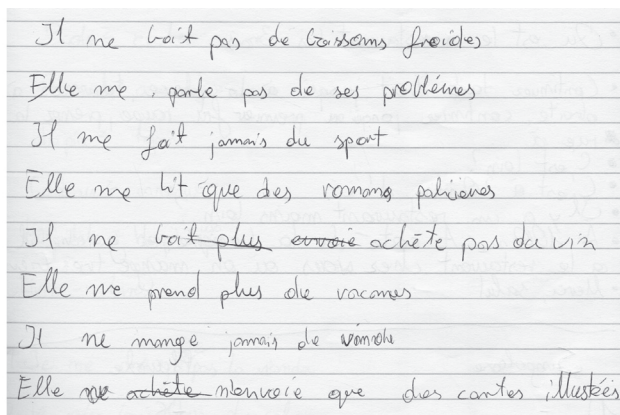 Il ne boit pas de boissons froides
Elle ne parle pas de ses problémes
Il ne fait jamais du sport
Elle ne lit que des romans policiers
Il ne boit plus envoie achète pas du vin
Elle ne prend plus de vacances
Il ne mange jamais de viande
Elle ne achète n'envoie que des cartes illustrées